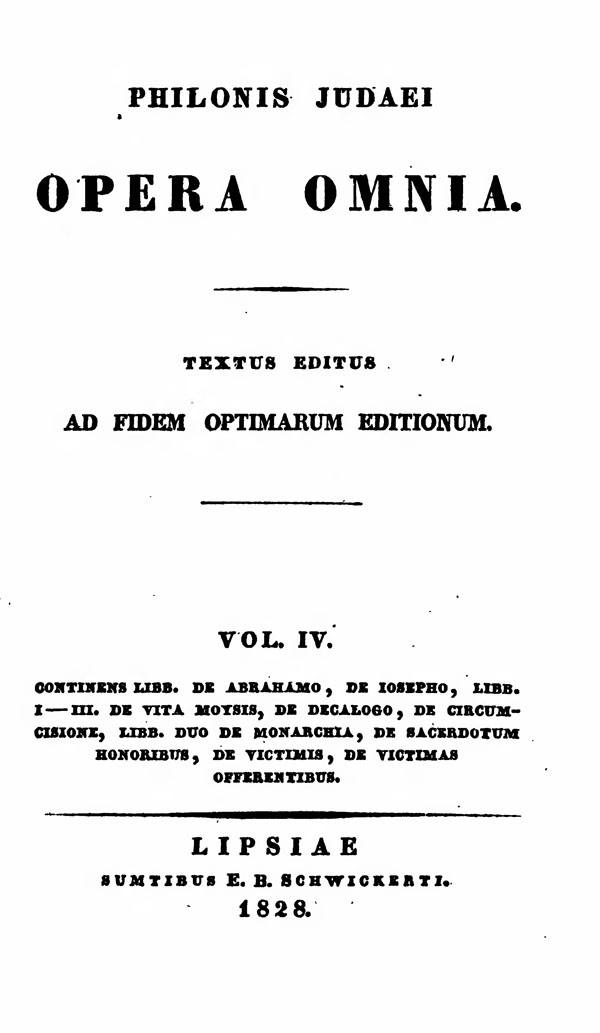 PHILONIS JUDAEI
OPERA OMNIA.
TEXTUS EDITUS
AD FIDEM OPTIMARUM EDITIONUM.
VOL. IV.
CONTINENS LIBB. DE ABRAHAMO, DE IOSEPHO, LIBB.
I—III. DE VITA MOYSIS, DE DECALOGO, DE CIRCUM-
CISIONE, LIBB. DUO DE MONARCHIA, DE SACERDOTUM
HONORIBUS, DE VICTIMIS, DE VICTIMAS
OFFERENTIBUS.
LIPSIAE
SUMTIBUS E. B. SCHWICKERTI.
1828.